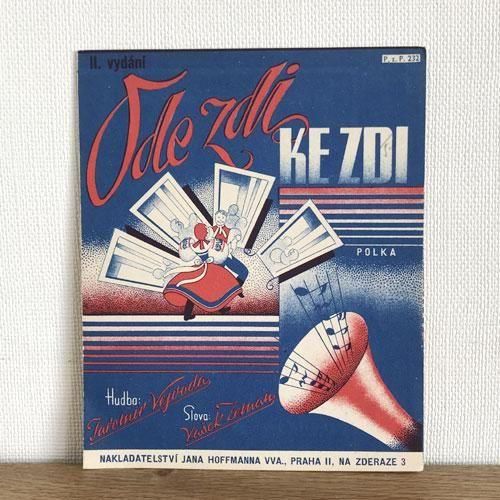 II. vydání
P. z. P. 232
Ode zdi
KE ZDI
POLKA
Hudba:
Jaromír Vejvoda
Slova:
Vašek Zeman
NAKLADATELSTVÍ JANA HOFFMANNA VVA., PRAHA II, NA ZDERAZE 3